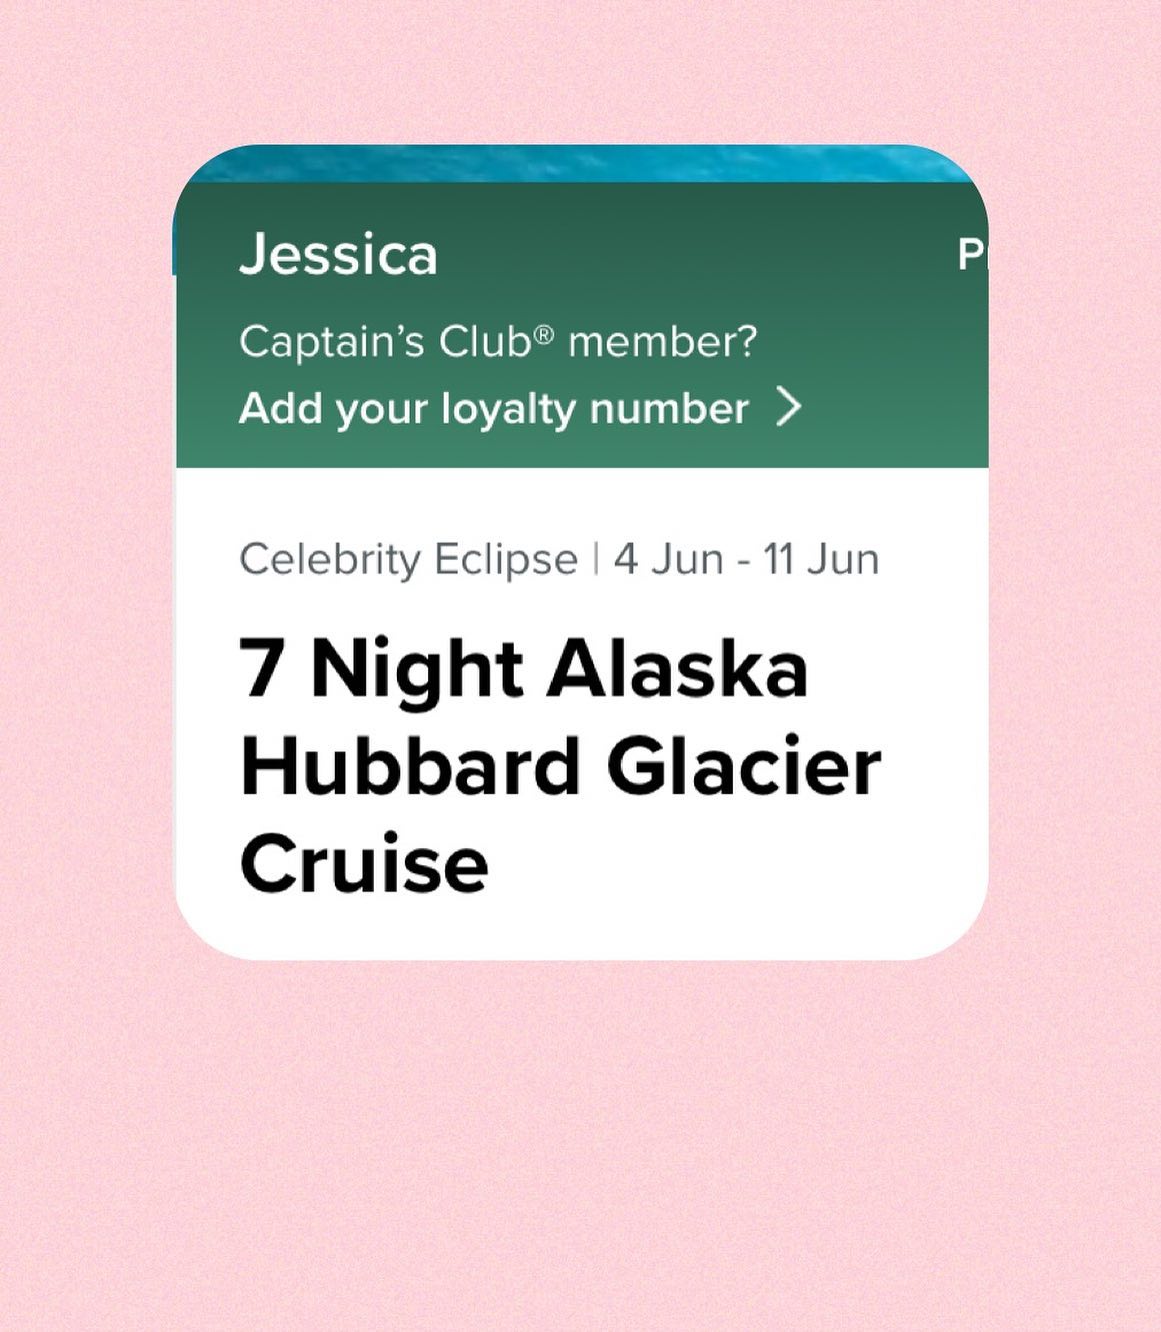 Jessica
Captain’s Club® member?
Add your loyalty number
Celebrity Eclipse | 4 Jun - 11 Jun
7 Night Alaska
Hubbard Glacier
Cruise